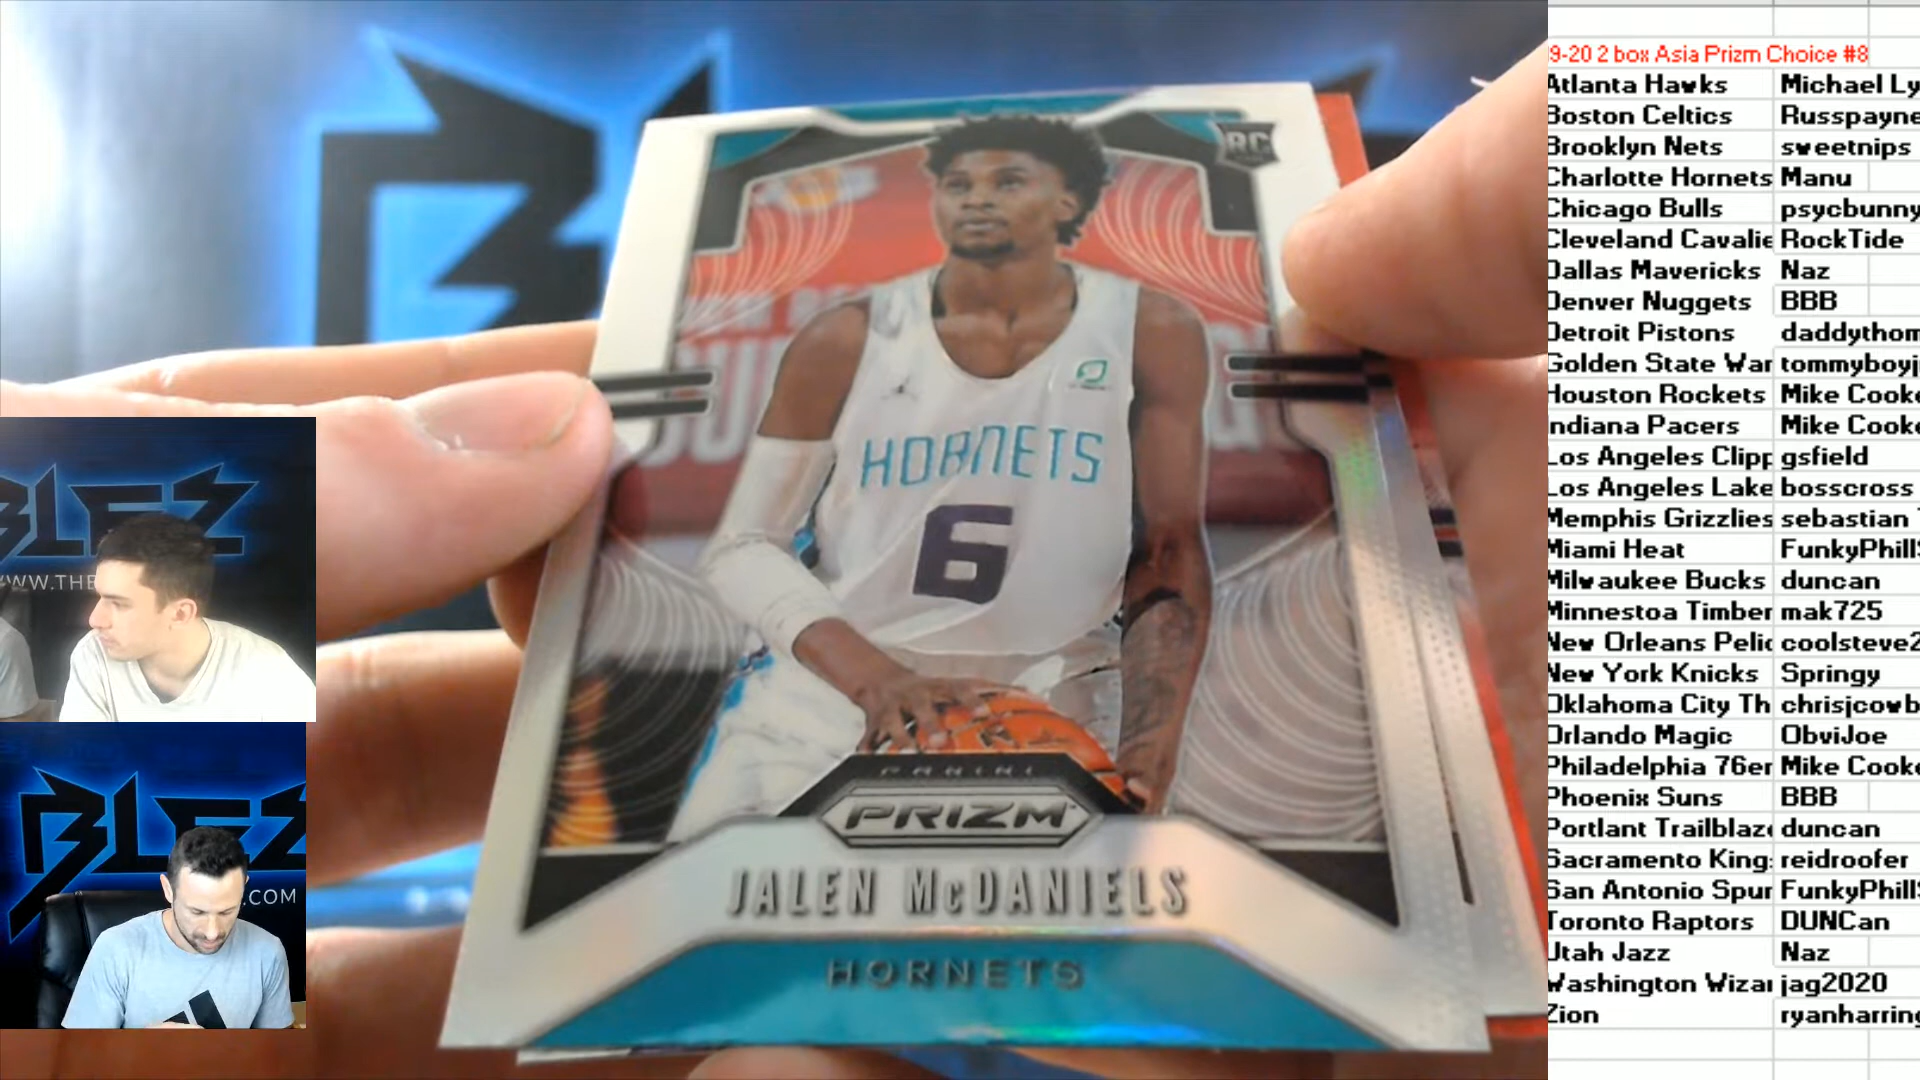 RC
HORNETS
6
PANINI
PRIZM
JALEN McDANIELS
HORNETS
BLEZ
WWW.THE
BLEZ
.COM
9-20 2 box Asia Prizm Choice #8
Atlanta Hawks Michael Ly
Boston Celtics Russpayne
Brooklyn Nets sweetnips
Charlotte Hornets Manu
Chicago Bulls psycbunny
Cleveland Cavalie RockTide
Dallas Mavericks Naz
Denver Nuggets BBB
Detroit Pistons daddythom
Golden State War tommyboyj
Houston Rockets Mike Cooke
Indiana Pacers Mike Cooke
Los Angeles Clipp gsfield
Los Angeles Lake bosscross
Memphis Grizzlies sebastian
Miami Heat FunkyPhill
Milwaukee Bucks duncan
Minnestoa Timber mak725
New Orleans Pelic coolsteve2
New York Knicks Springy
Oklahoma City Th chrisjcowb
Orlando Magic ObviJoe
Philadelphia 76er Mike Cooke
Phoenix Suns BBB
Portlant Trailblaz duncan
Sacramento King reidroofer
San Antonio Spur FunkyPhill
Toronto Raptors DUNCan
Utah Jazz Naz
Washington Wizar jag2020
Zion ryanharring